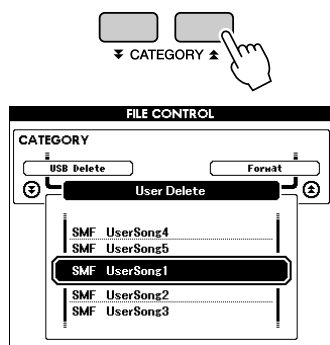 CATEGORY
FILE CONTROL
CATEGORY
USB Delete
Format
User Delete
SMF UserSong4
SMF UserSong5
SMF UserSong1
SMF UserSong2
SMF UserSong3